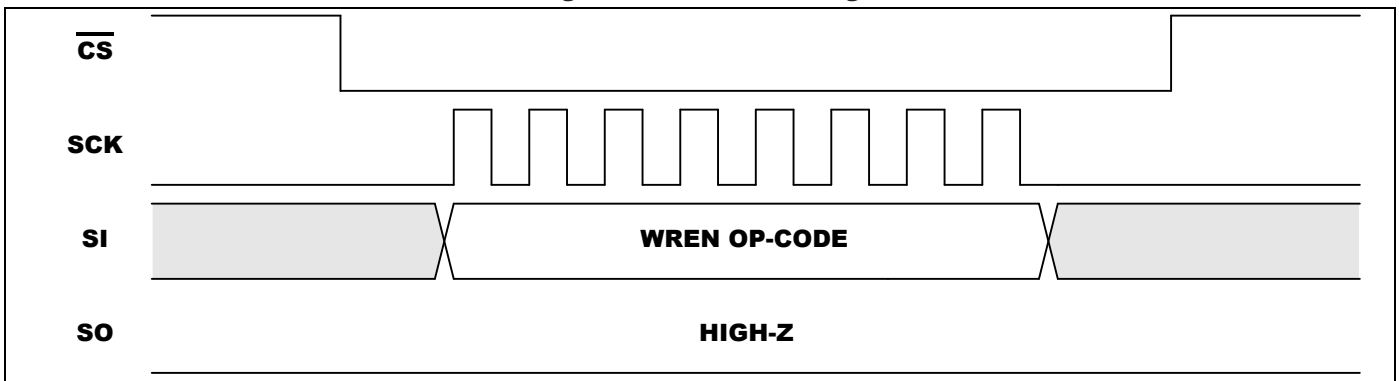 CS
SCK
SI
WREN OP-CODE
SO
HIGH-Z